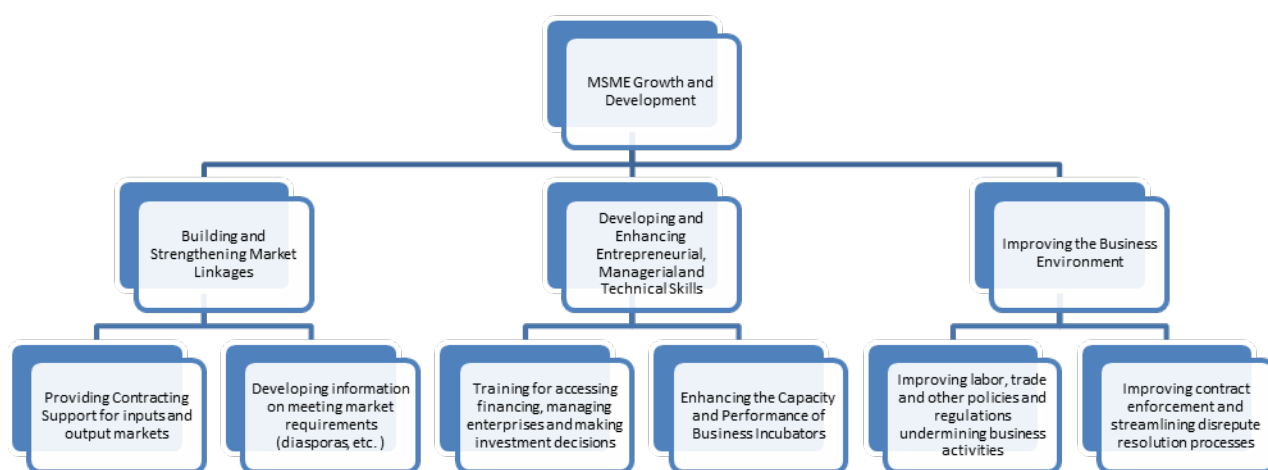 MSME Growth and
Development
Building and
Strengthening Market
Linkages
Developing and
Enhancing
Entrepreneurial,
Managerial and
Technical Skills
Improving the Business
Environment
Providing Contracting
Support for inputs and
output markets
Developing information
on meeting market
requirements
(diasporas, etc. )
Training for accessing
financing, managing
enterprises and making
investment decisions
Enhancing the Capacity
and Performance of
Business Incubators
Improving labor, trade
and other policies and
regulations
undermining business
activities
Improving contract
enforcement and
streamlining disrepute
resolution processes